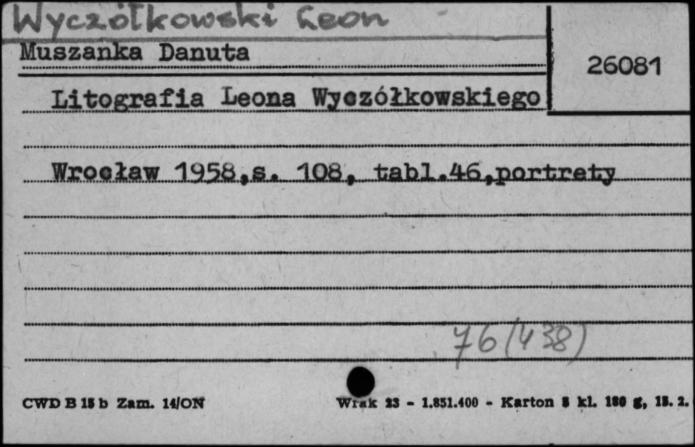 Wyczółkowski Leon
Muszanka Danuta
26081
Litografia Leona Wyczółkowskiego
Wrocław 1958,s. 108, tabl.46,portrety
76(438)
CWD B 15 b Zam. 14/ON
Wrak 23 - 1.851.400 - Karton 8 kl. 180 g, 18. 2.